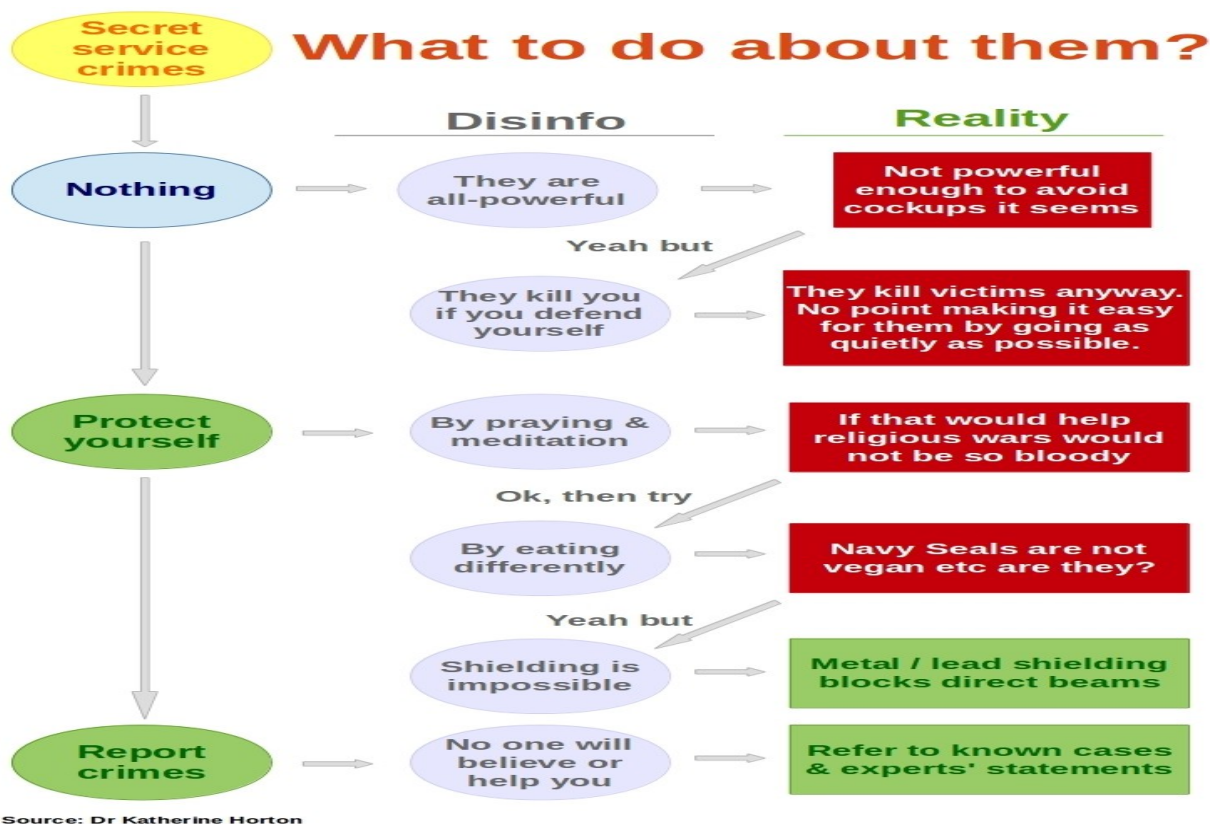 Secret
service
crimes
What to do about them?
Disinfo
Reality
Nothing
They are
all-powerful
Not powerful
enough to avoid
cockups it seems
Yeah but
They kill you
if you defend
yourself
They kill victims anyway.
No point making it easy
for them by going as
quietly as possible.
Protect
yourself
By praying &
meditation
If that would help
religious wars would
not be so bloody
Ok, then try
By eating
differently
Navy Seals are not
vegan etc are they?
Yeah but
Shielding is
impossible
Metal / lead shielding
blocks direct beams
Report
crimes
No one will
believe or
help you
Refer to known cases
& experts' statements
Source: Dr Katherine Horton